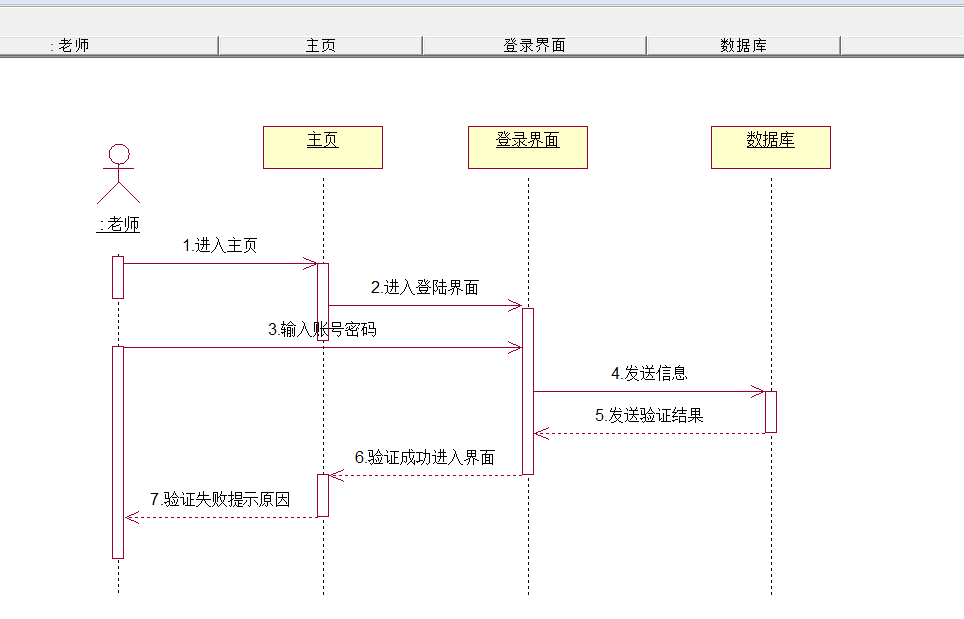 : 老师 主页 登录界面 数据库
主页 登录界面 数据库
: 老师
1.进入主页
2.进入登陆界面
3.输入账号密码
4.发送信息
5.发送验证结果
6.验证成功进入界面
7.验证失败提示原因